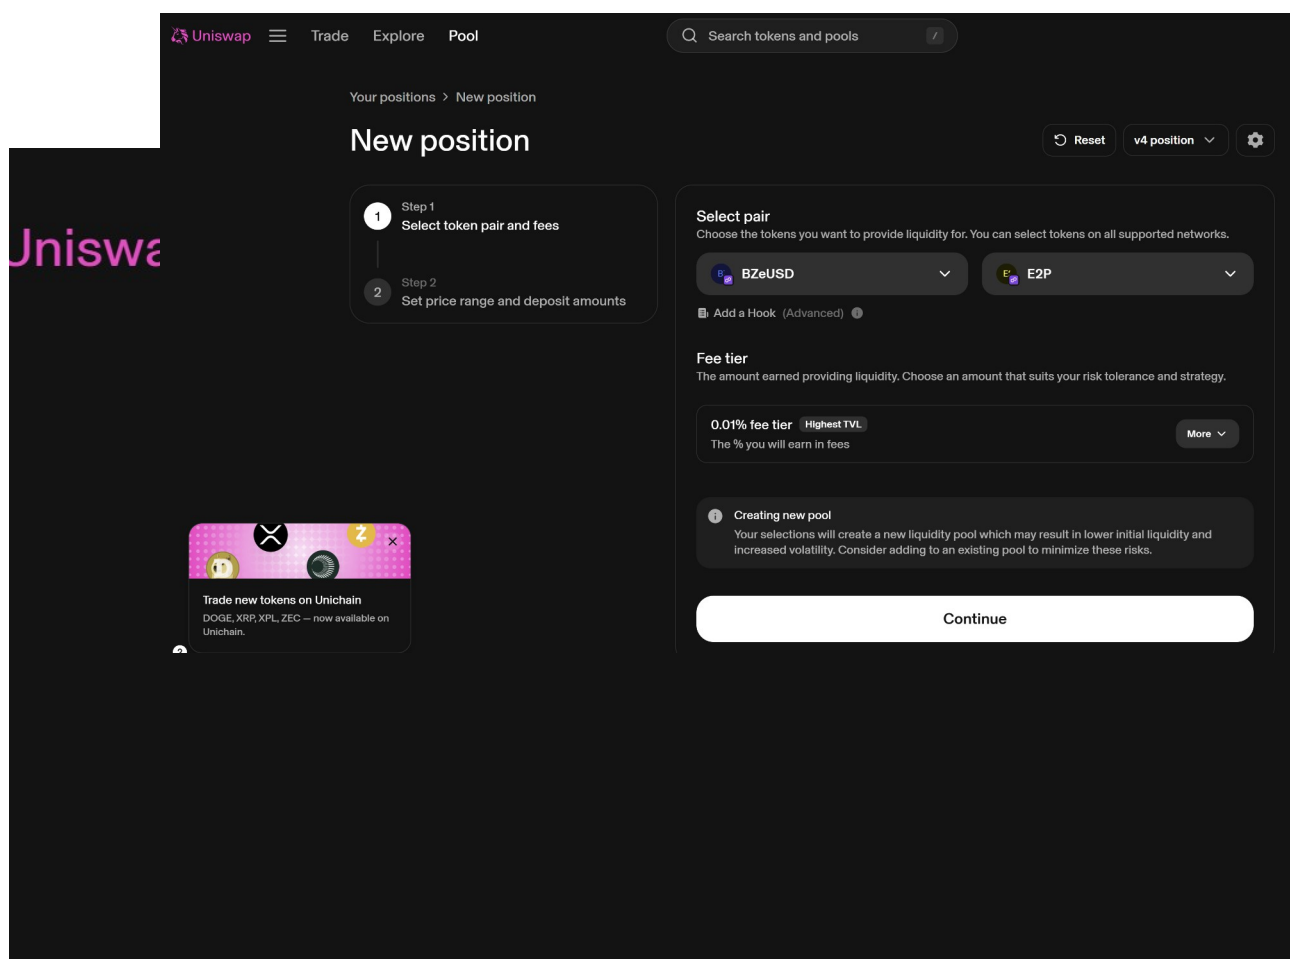 Uniswap
Trade
Explore
Pool
Search tokens and pools
/
Your positions > New position
New position
Reset
v4 position
Uniswa
1
Step 1
Select token pair and fees
2
Step 2
Set price range and deposit amounts
Select pair
Choose the tokens you want to provide liquidity for. You can select tokens on all supported networks.
BZeUSD
E2P
Add a Hook (Advanced)
Fee tier
The amount earned providing liquidity. Choose an amount that suits your risk tolerance and strategy.
0.01% fee tier Highest TVL
The % you will earn in fees
More
Creating new pool
Your selections will create a new liquidity pool which may result in lower initial liquidity and
increased volatility. Consider adding to an existing pool to minimize these risks.
Continue
Trade new tokens on Unichain
DOGE, XRP, XPL, ZEC — now available on
Unichain.